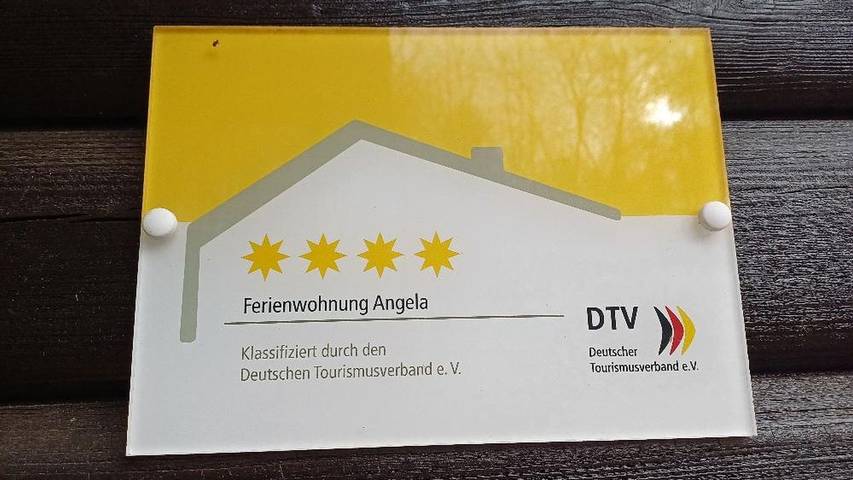 Ferienwohnung Angela
Klassifiziert durch den
Deutschen Tourismusverband e. V.
DTV
Deutscher
Tourismusverband e.V.